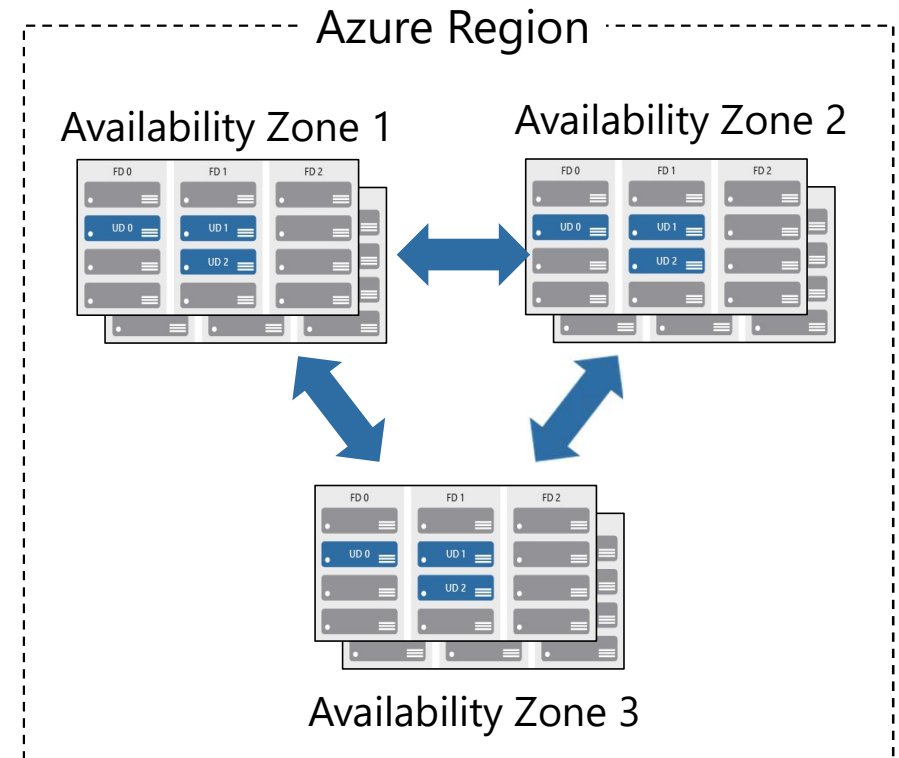 Azure Region
Availability Zone 1
FD 0 FD 1 FD 2
UD 0 UD 1
UD 2
Availability Zone 2
FD 0 FD 1 FD 2
UD 0 UD 1
UD 2
FD 0 FD 1 FD 2
UD 0 UD 1
UD 2
Availability Zone 3